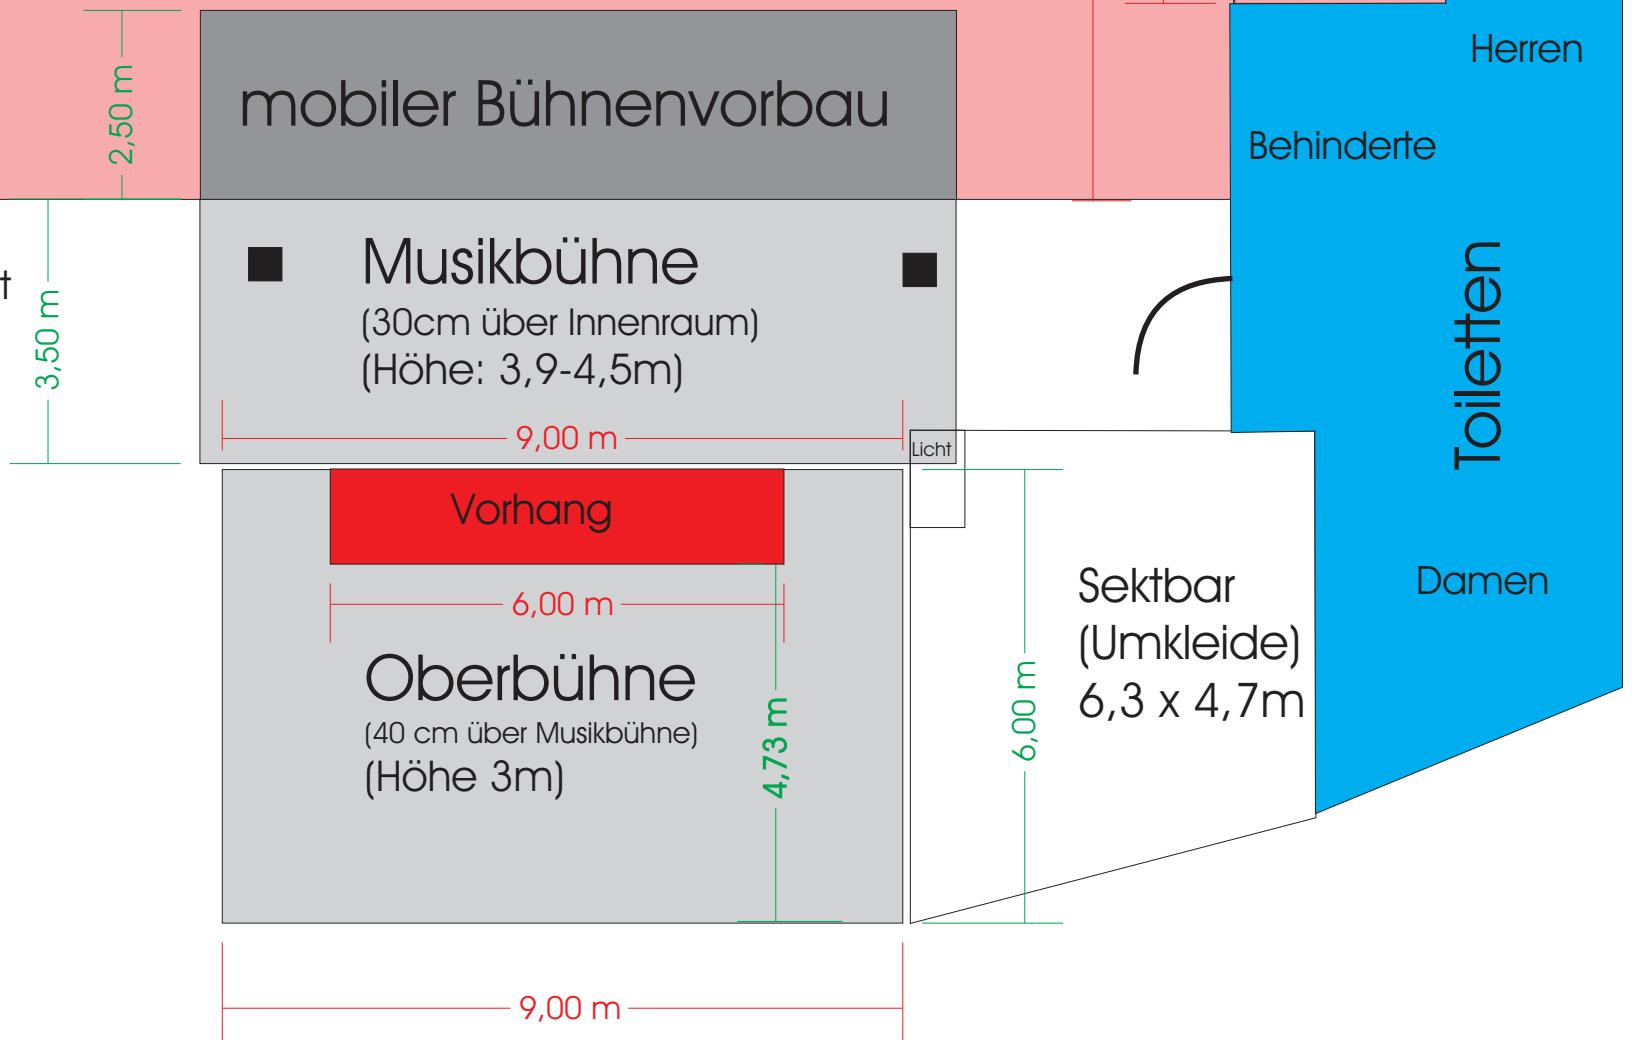 Herren
2,50 m
mobiler Bühnenvorbau
Behinderte
Musikbühne
t
(30cm über Innenraum)
3,50 m
(Höhe: 3,9-4,5m)
Toiletten
9,00 m
Licht
Vorhang
Sektbar
Damen
6,00 m
(Umkleide)
Oberbühne
6,3 x 4,7m
6,00 m
(40 cm über Musikbühne)
4,73 m
(Höhe 3m)
9,00 m